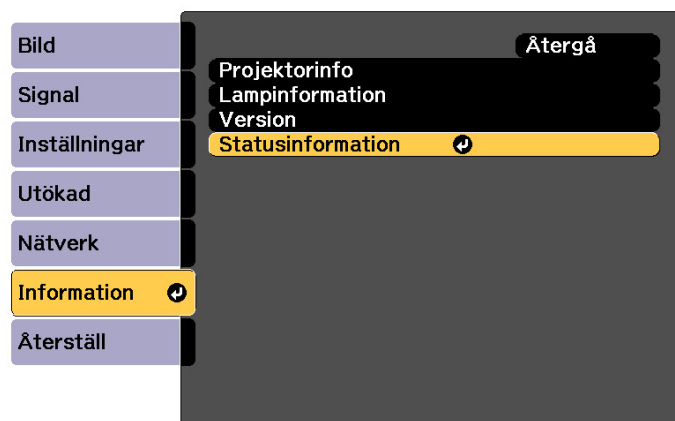 Bild
Signal
Inställningar
Utökad
Nätverk
Information
Återställ
Återgå
Projektorinfo
Lampinformation
Version
Statusinformation